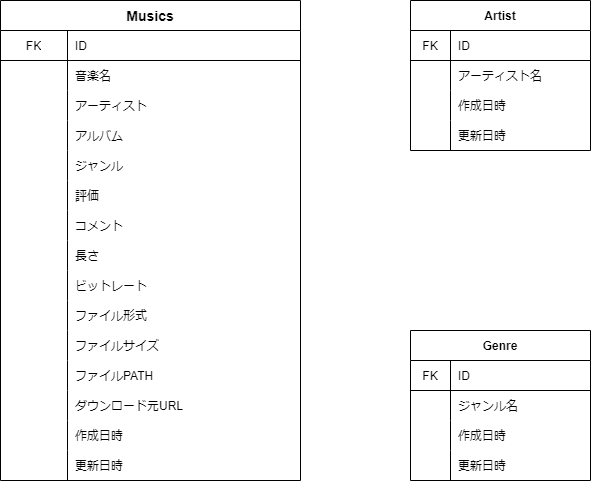 Musics
FK ID
音楽名
アーティスト
アルバム
ジャンル
評価
コメント
長さ
ビットレート
ファイル形式
ファイルサイズ
ファイルPATH
ダウンロード元URL
作成日時
更新日時
Artist
FK ID
アーティスト名
作成日時
更新日時
Genre
FK ID
ジャンル名
作成日時
更新日時